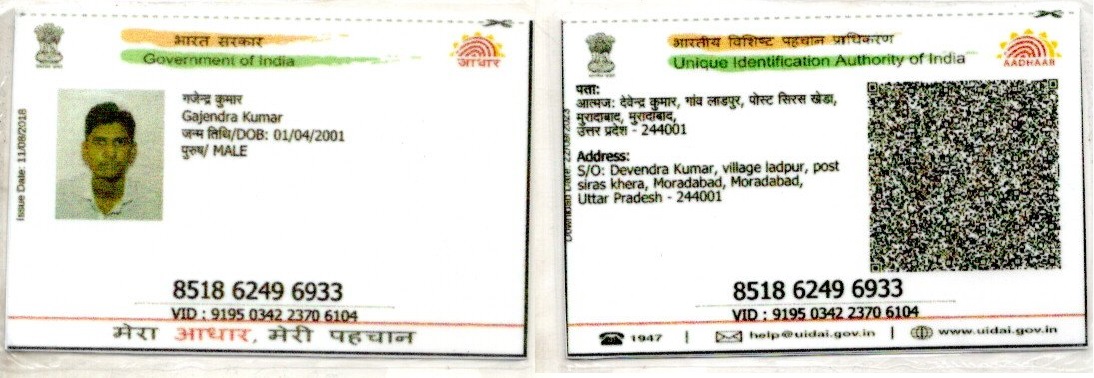 भारत सरकार
Government of India
आधार
Issue Date: 11/08/2018
गजेन्द्र कुमार
Gajendra Kumar
जन्म तिथि/DOB: 01/04/2001
पुरुष/ MALE
8518 6249 6933
VID : 9195 0342 2370 6104
मेरा आधार, मेरी पहचान
भारतीय विशिष्ट पहचान प्राधिकरण
Unique Identification Authority of India
AADHAAR
पता:
आत्मज: देवेन्द्र कुमार, गांव लाडपुर, पोस्ट सिरस खेडा,
मुरादाबाद, मुरादाबाद,
उत्तर प्रदेश - 244001
Address:
S/O: Devendra Kumar, village ladpur, post
siras khera, Moradabad, Moradabad,
Uttar Pradesh - 244001
Download Date:
8518 6249 6933
VID : 9195 0342 2370 6104
1947 | help@uidai.gov.in | www.uidai.gov.in